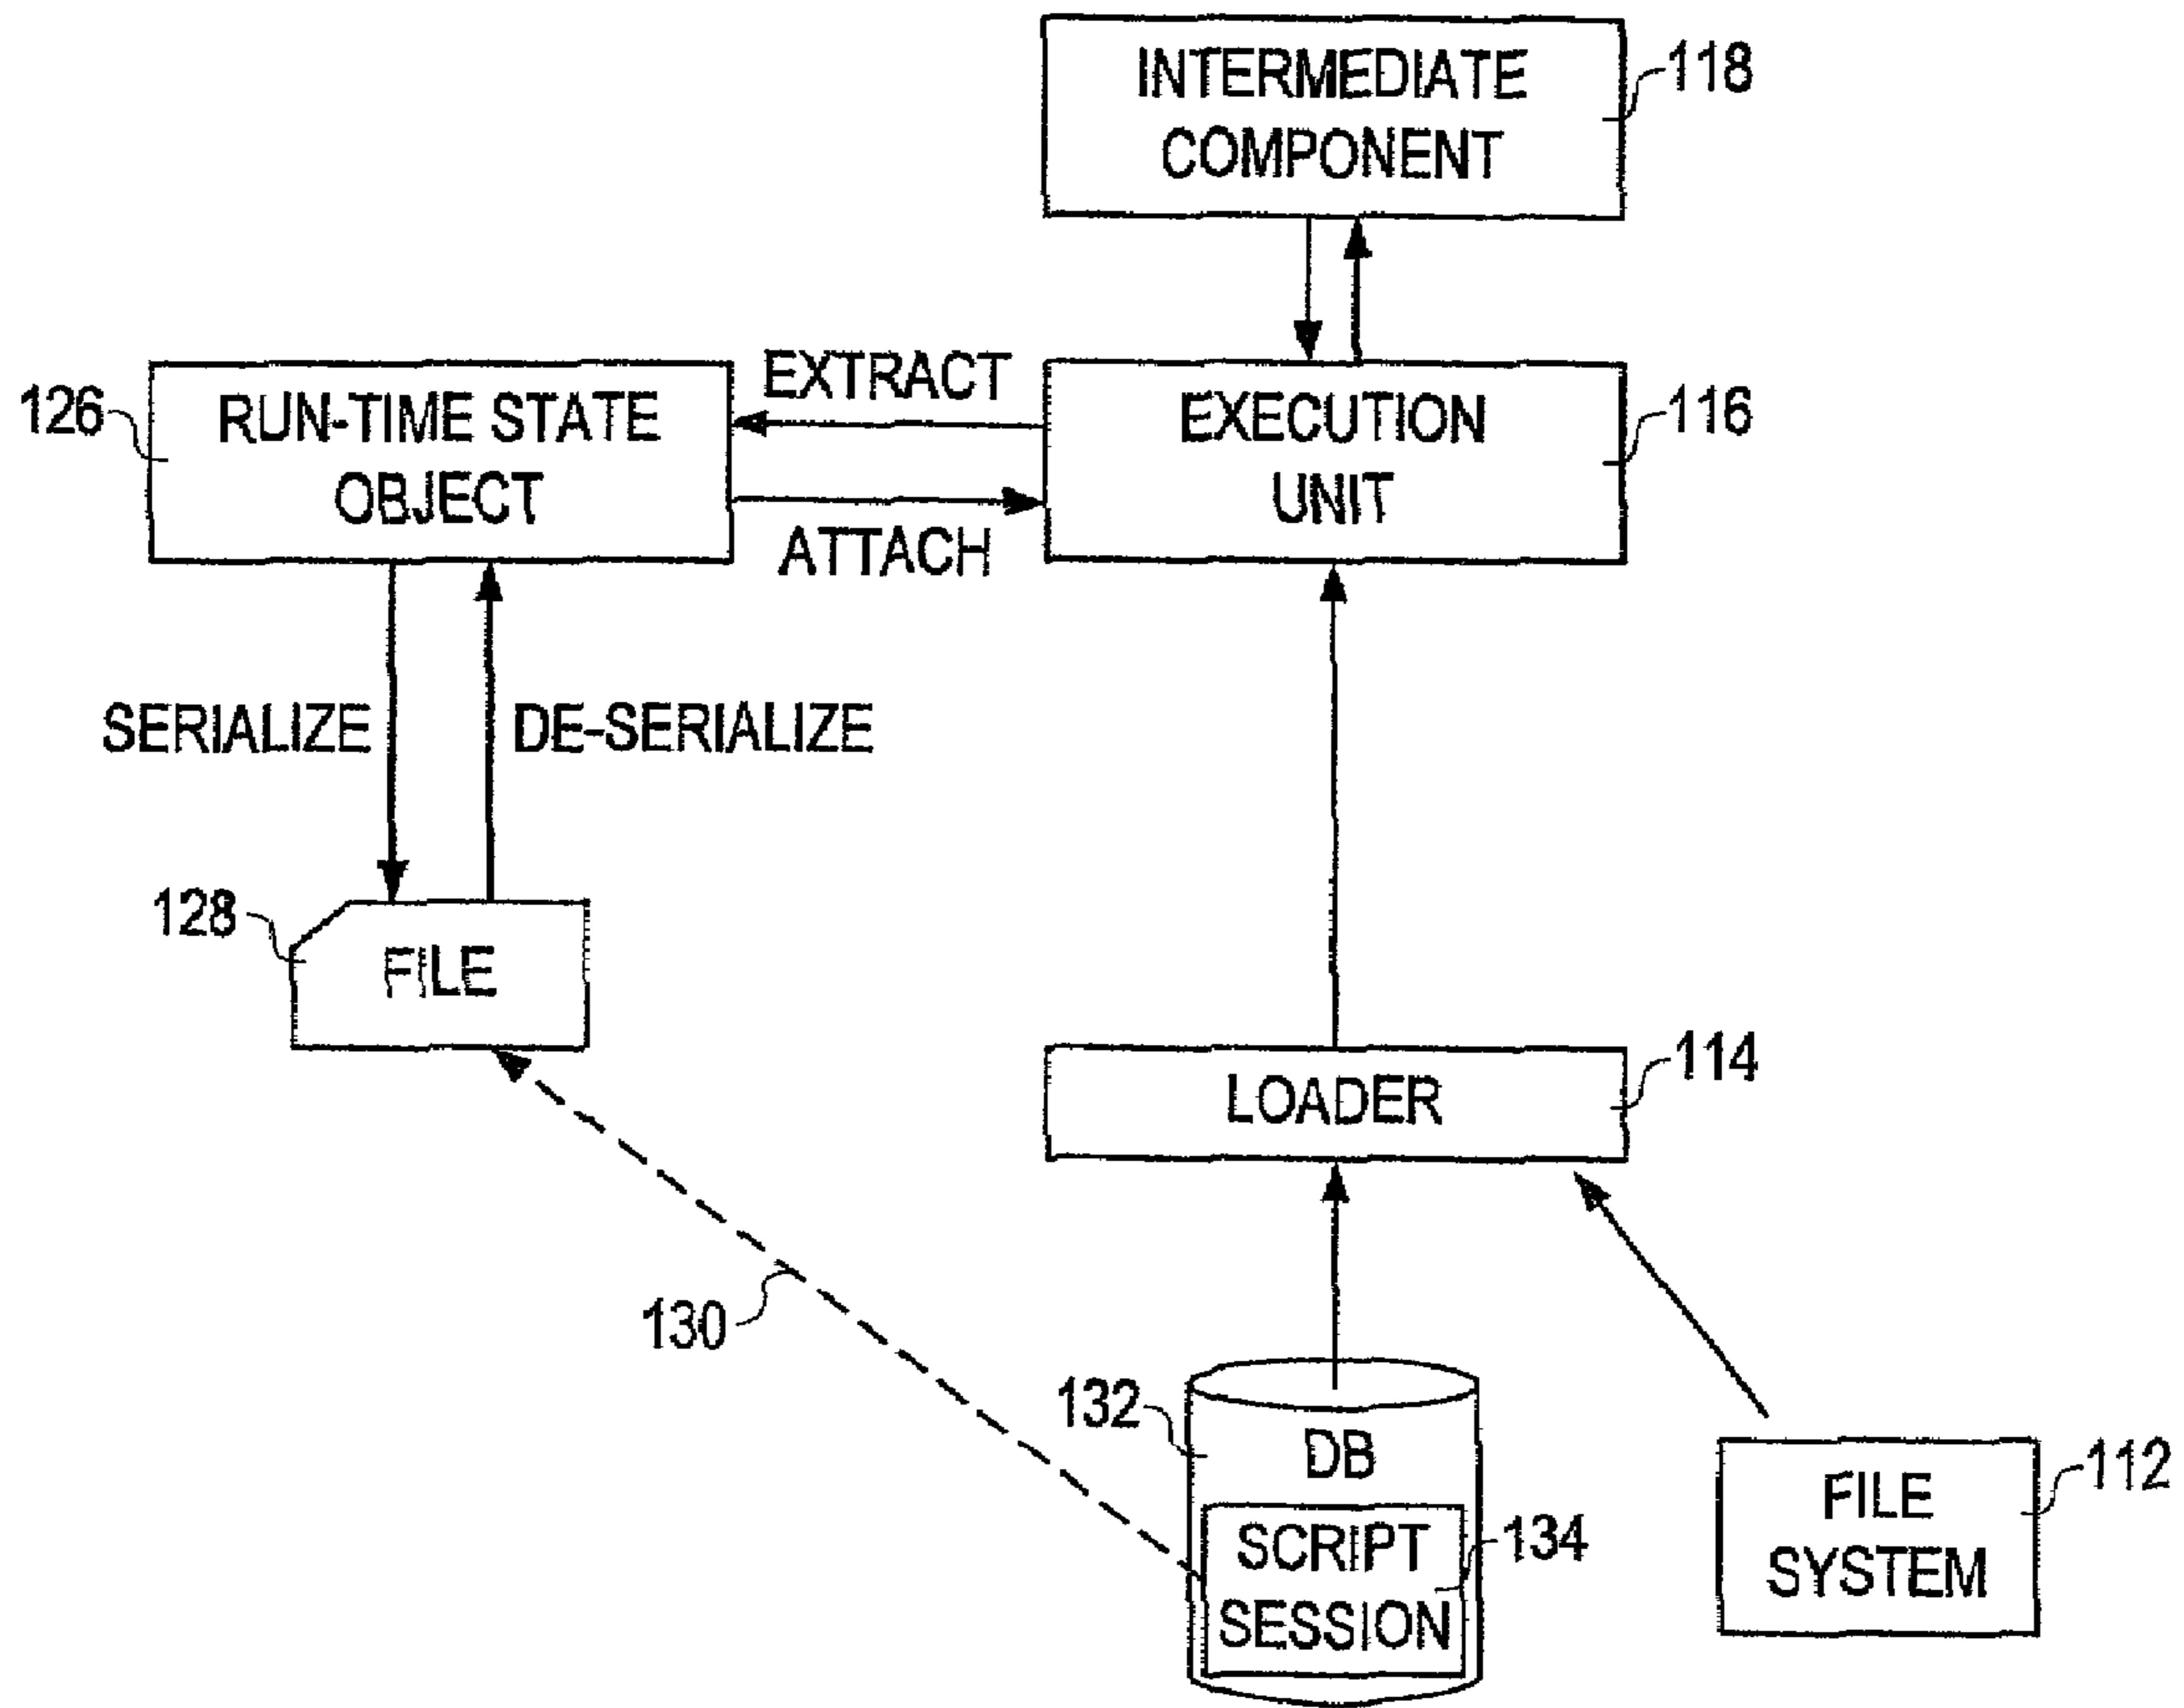 INTERMEDIATE
COMPONENT
118
EXTRACT
126
RUN-TIME STATE
OBJECT
EXECUTION
UNIT
116
ATTACH
SERIALIZE
DE-SERIALIZE
128
FILE
LOADER
114
130
132
DB
SCRIPT
SESSION
134
FILE
SYSTEM
112